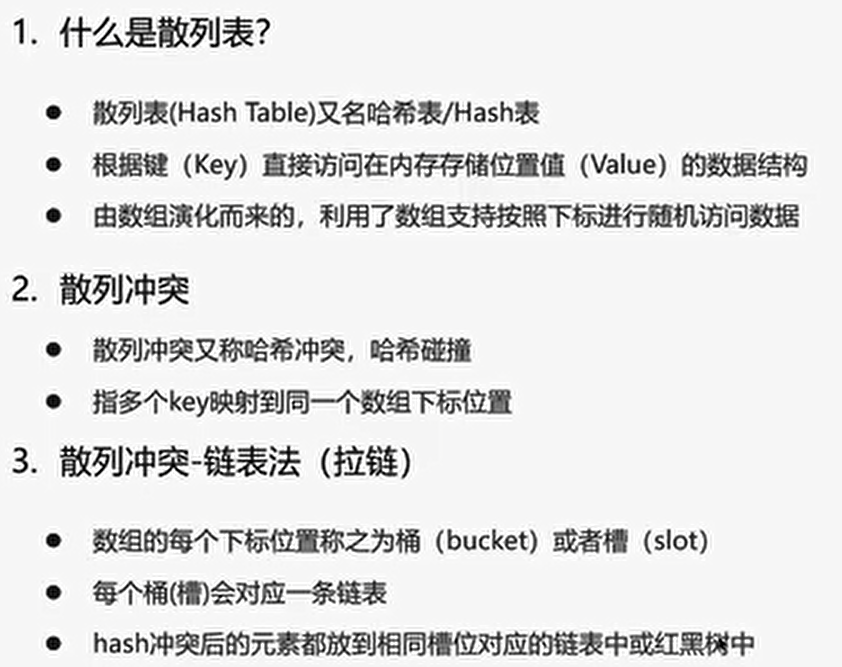 1. 什么是散列表?
● 散列表(Hash Table)又名哈希表/Hash表
● 根据键（Key）直接访问在内存存储位置值（Value）的数据结构
● 由数组演化而来的，利用了数组支持按照下标进行随机访问数据
2. 散列冲突
● 散列冲突又称哈希冲突，哈希碰撞
● 指多个key映射到同一个数组下标位置
3. 散列冲突-链表法（拉链）
● 数组的每个下标位置称之为桶（bucket）或者槽（slot）
● 每个桶(槽)会对应一条链表
● hash冲突后的元素都放到相同槽位对应的链表中或红黑树中